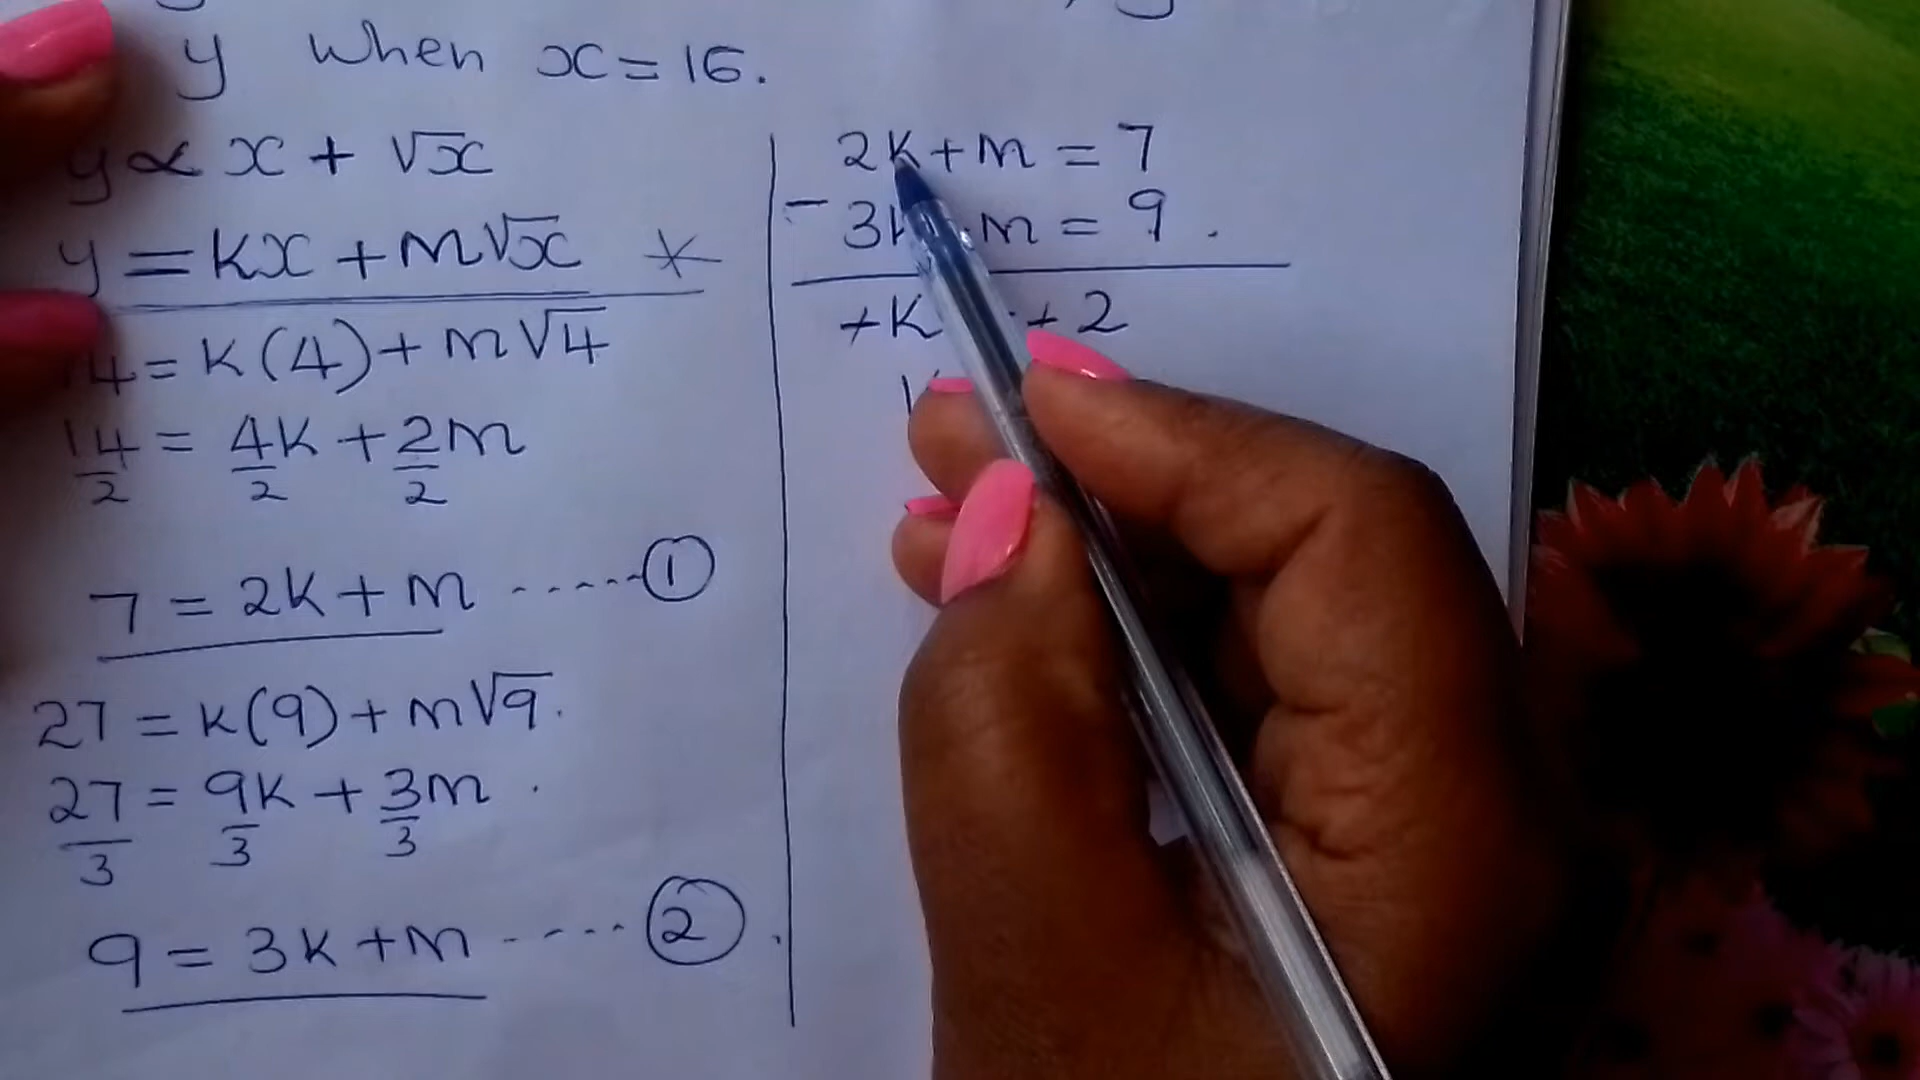 y when x = 16.
y ∝ x + √x
y = kx + m√x *
14 = k(4) + m√4
14/2 = 4k/2 + 2m/2
7 = 2k + m ----- ①
27 = k(9) + m√9.
27/3 = 9k/3 + 3m/3 .
9 = 3k + m ----- ② .
2k + m = 7
- 3k m = 9 .
+k + 2